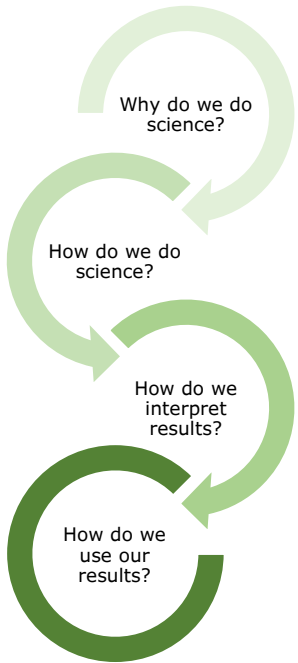 Why do we do
science?
How do we do
science?
How do we
interpret
results?
How do we
use our
results?